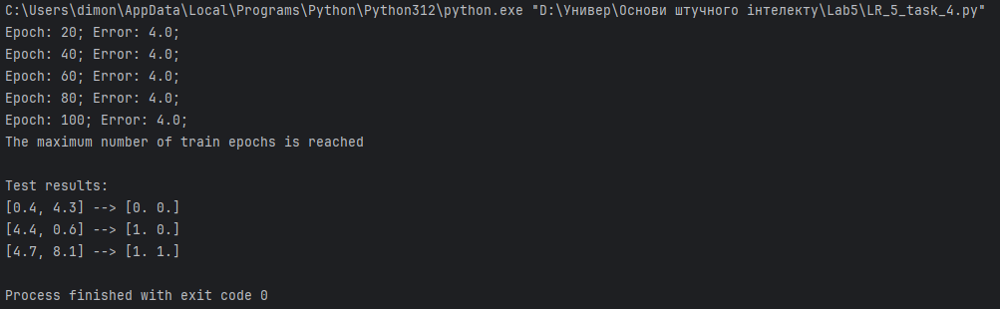 C:\Users\dimon\AppData\Local\Programs\Python\Python312\python.exe "D:\Универ\Основи штучного інтелекту\Lab5\LR_5_task_4.py"
Epoch: 20; Error: 4.0;
Epoch: 40; Error: 4.0;
Epoch: 60; Error: 4.0;
Epoch: 80; Error: 4.0;
Epoch: 100; Error: 4.0;
The maximum number of train epochs is reached
Test results:
[0.4, 4.3] --> [0. 0.]
[4.4, 0.6] --> [1. 0.]
[4.7, 8.1] --> [1. 1.]
Process finished with exit code 0